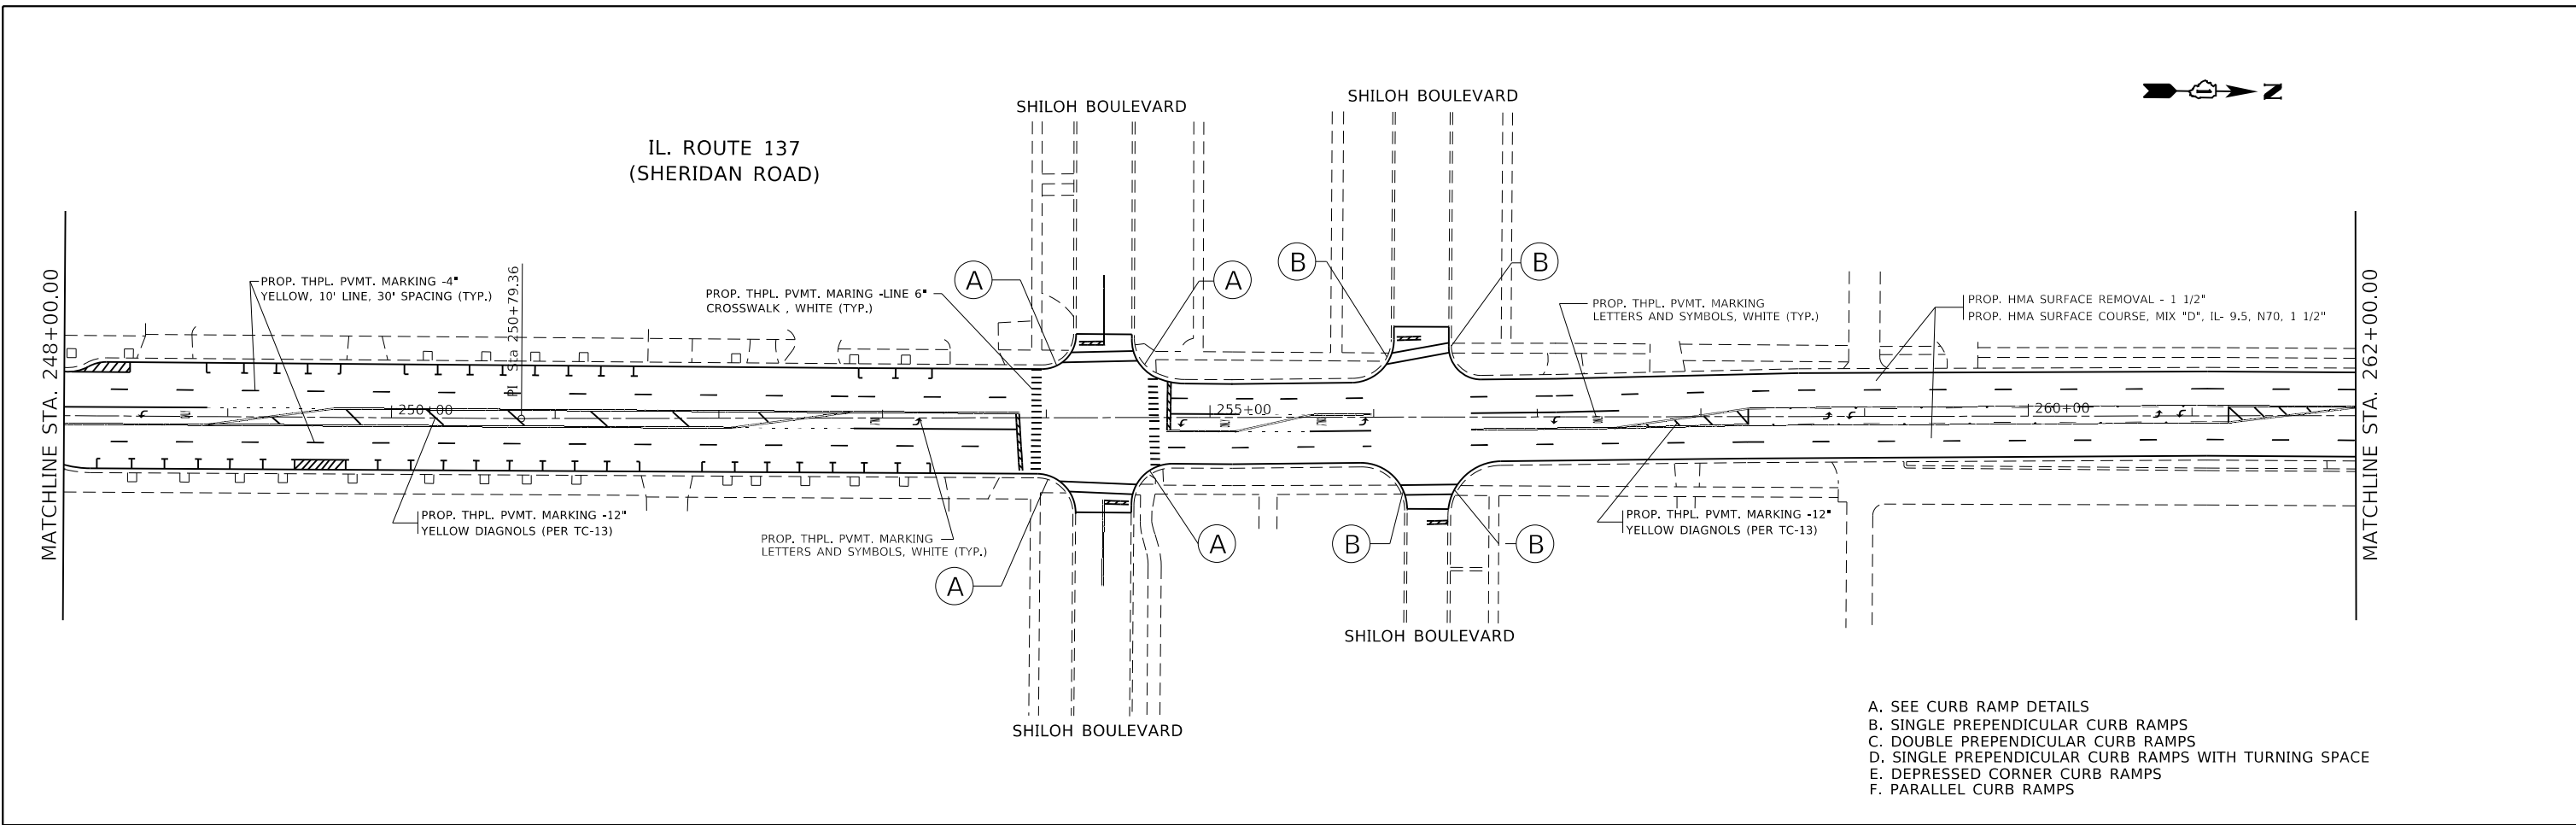 SHILOH BOULEVARD
SHILOH BOULEVARD
N
IL. ROUTE 137
(SHERIDAN ROAD)
MATCHLINE STA. 248+00.00
PROP. THPL. PVMT. MARKING -4"
YELLOW, 10' LINE, 30' SPACING (TYP.)
PI Sta 250+79.36
PROP. THPL. PVMT. MARING -LINE 6"
CROSSWALK , WHITE (TYP.)
A
A
B
B
PROP. THPL. PVMT. MARKING
LETTERS AND SYMBOLS, WHITE (TYP.)
PROP. HMA SURFACE REMOVAL - 1 1/2"
PROP. HMA SURFACE COURSE, MIX "D", IL- 9.5, N70, 1 1/2"
MATCHLINE STA. 262+00.00
250+00
255+00
260+00
PROP. THPL. PVMT. MARKING -12"
YELLOW DIAGNOLS (PER TC-13)
PROP. THPL. PVMT. MARKING
LETTERS AND SYMBOLS, WHITE (TYP.)
A
A
B
B
PROP. THPL. PVMT. MARKING -12"
YELLOW DIAGNOLS (PER TC-13)
SHILOH BOULEVARD
SHILOH BOULEVARD
A. SEE CURB RAMP DETAILS
B. SINGLE PREPENDICULAR CURB RAMPS
C. DOUBLE PREPENDICULAR CURB RAMPS
D. SINGLE PREPENDICULAR CURB RAMPS WITH TURNING SPACE
E. DEPRESSED CORNER CURB RAMPS
F. PARALLEL CURB RAMPS